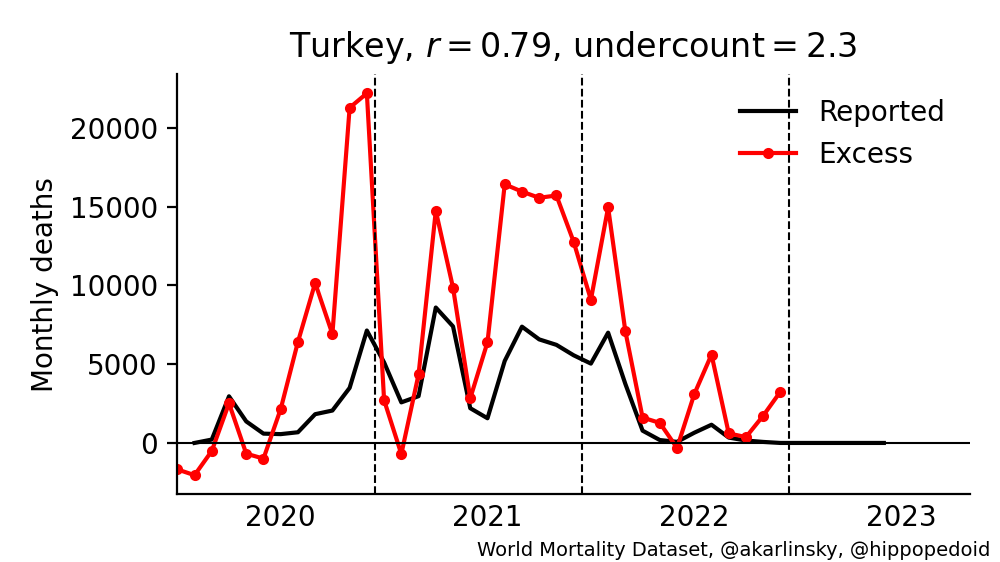 Turkey, r = 0.79, undercount = 2.3
Reported
Excess
Monthly deaths
20000
15000
10000
5000
0
2020 2021 2022 2023
World Mortality Dataset, @akarlinsky, @hippopedoid